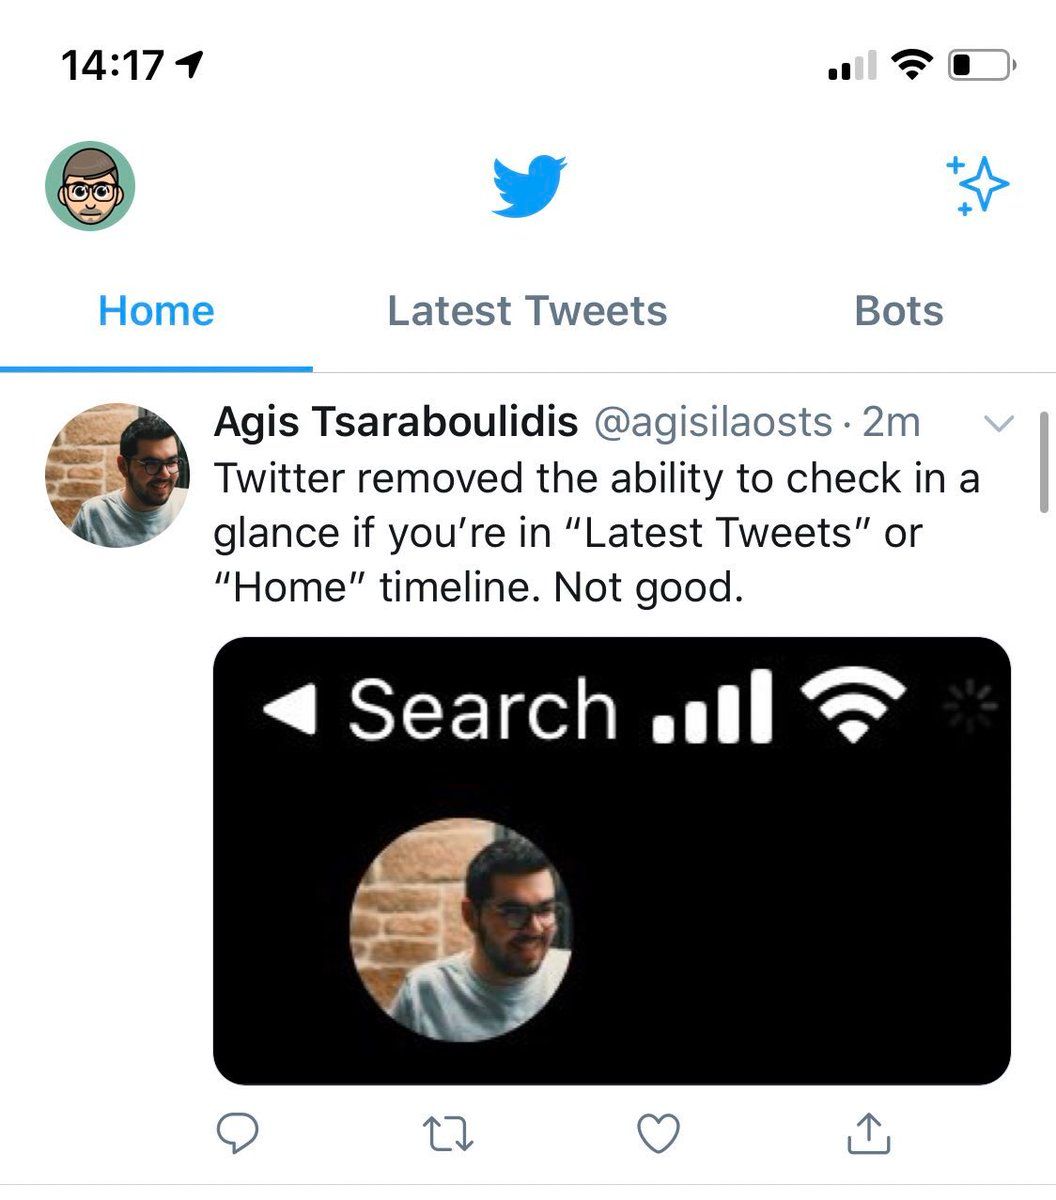 14:17
Home Latest Tweets Bots
Agis Tsaraboulidis @agisilaosts · 2m
Twitter removed the ability to check in a
glance if you’re in “Latest Tweets” or
“Home” timeline. Not good.
Search